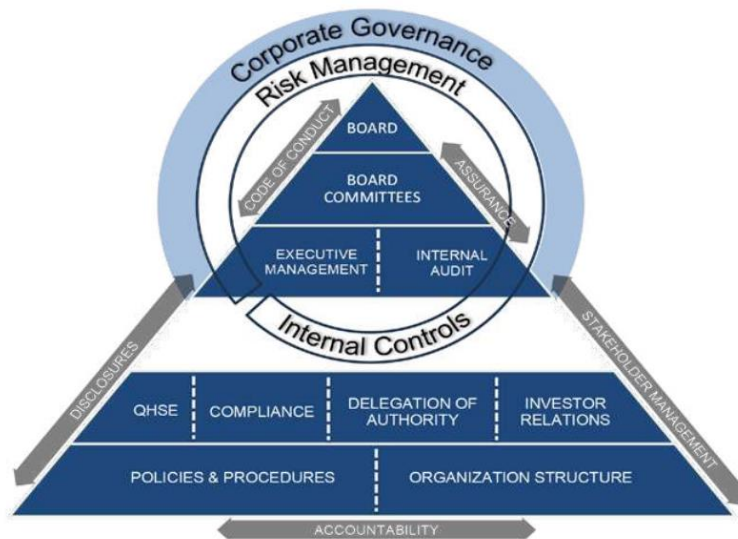 Corporate Governance
Risk Management
BOARD
CODE OF CONDUCT
ASSURANCE
BOARD
COMMITTEES
EXECUTIVE
MANAGEMENT
INTERNAL
AUDIT
Internal Controls
DISCLOSURES
STAKEHOLDER MANAGEMENT
QHSE
COMPLIANCE
DELEGATION OF
AUTHORITY
INVESTOR
RELATIONS
POLICIES & PROCEDURES
ORGANIZATION STRUCTURE
ACCOUNTABILITY